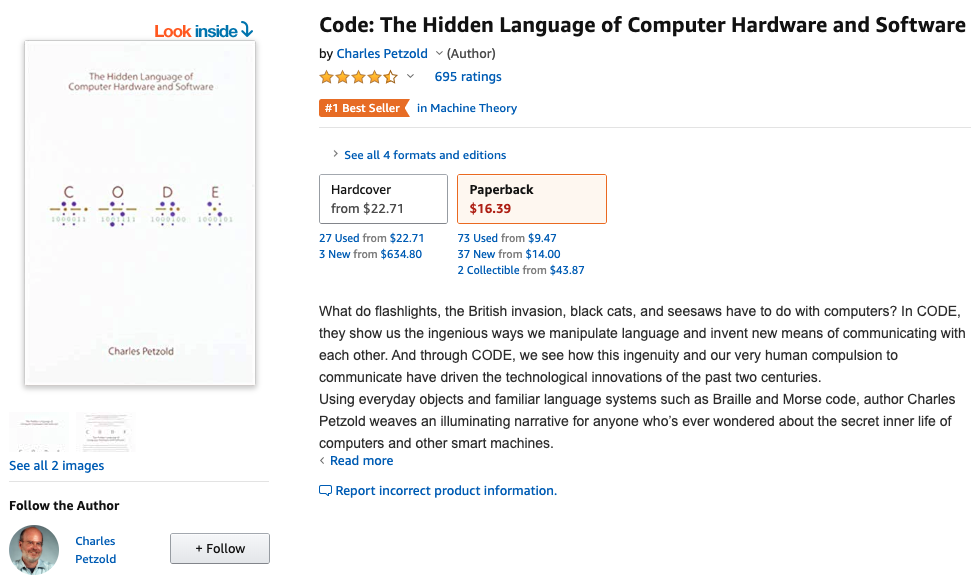 Look inside
The Hidden Language of
Computer Hardware and Software
C O D E
1000011 1001111 1000100 1000101
Charles Petzold
See all 2 images
Follow the Author
Charles
Petzold
+ Follow
Code: The Hidden Language of Computer Hardware and Software
by Charles Petzold (Author)
695 ratings
#1 Best Seller in Machine Theory
See all 4 formats and editions
Hardcover
from $22.71
27 Used from $22.71
3 New from $634.80
Paperback
$16.39
73 Used from $9.47
37 New from $14.00
2 Collectible from $43.87
What do flashlights, the British invasion, black cats, and seesaws have to do with computers? In CODE,
they show us the ingenious ways we manipulate language and invent new means of communicating with
each other. And through CODE, we see how this ingenuity and our very human compulsion to
communicate have driven the technological innovations of the past two centuries.
Using everyday objects and familiar language systems such as Braille and Morse code, author Charles
Petzold weaves an illuminating narrative for anyone who’s ever wondered about the secret inner life of
computers and other smart machines.
Read more
Report incorrect product information.